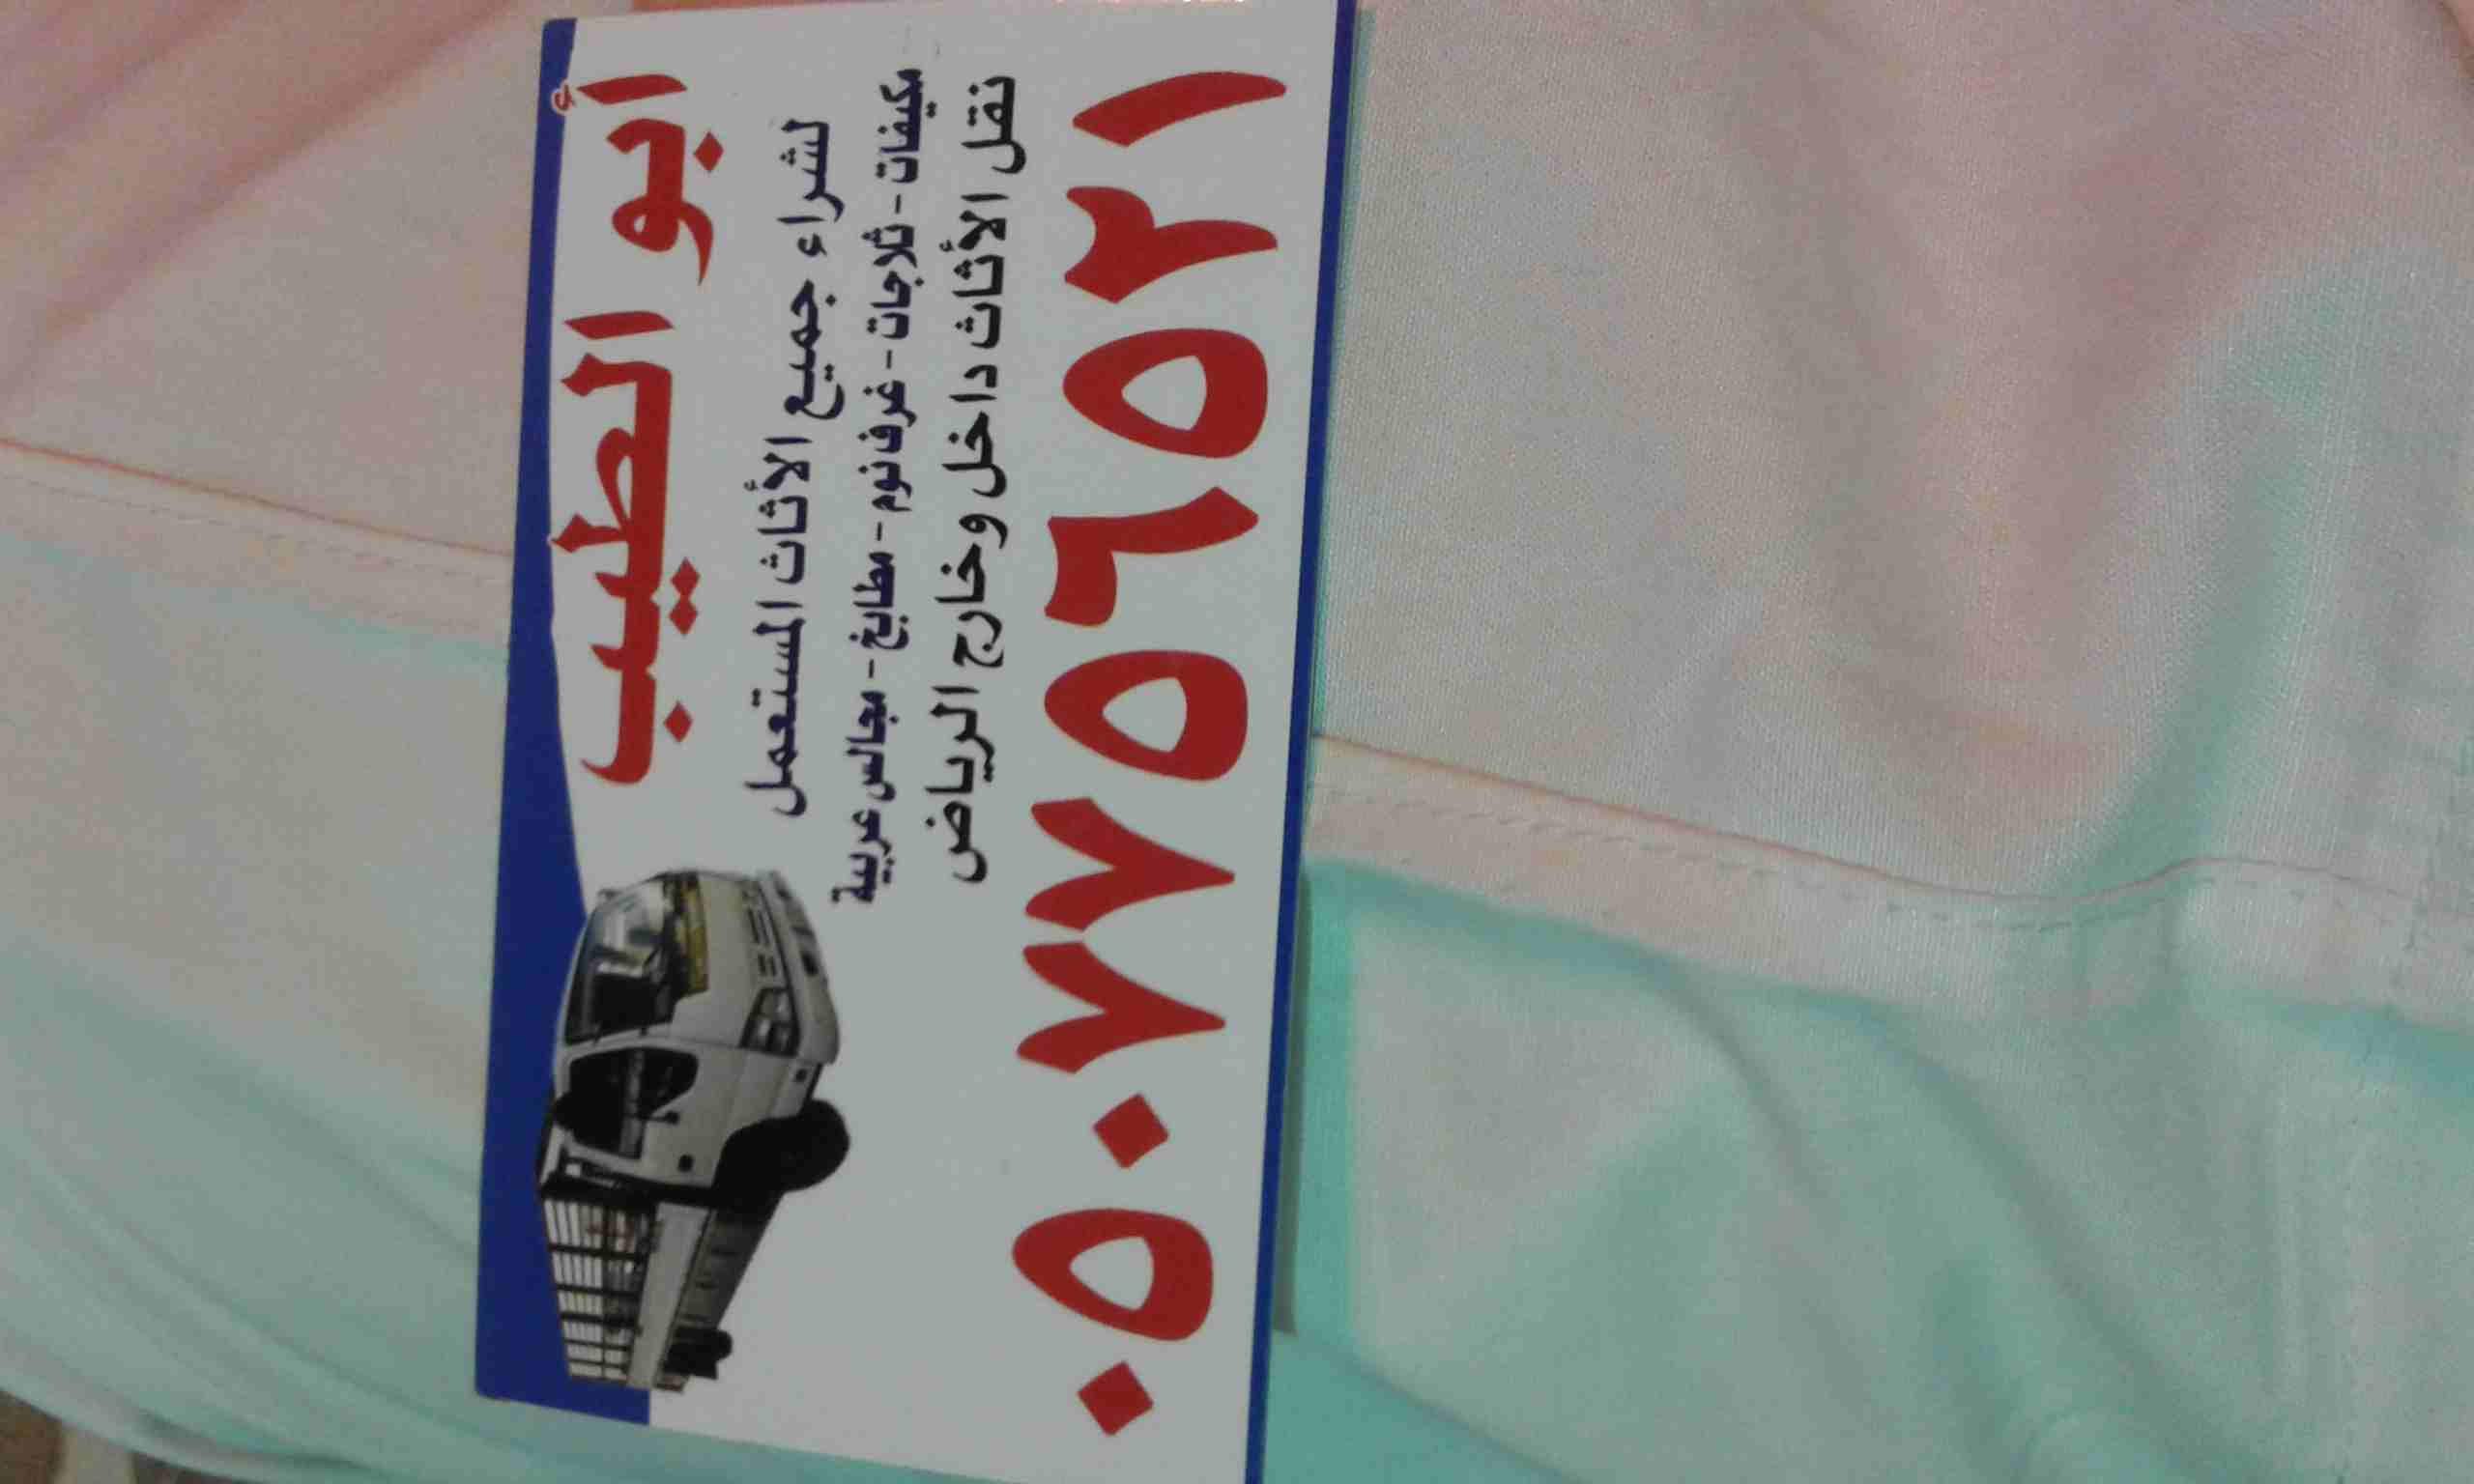 أبو الطيب
لشراء جميع الأثاث المستعمل
مكيفات - ثلاجات - غرف نوم - مطابخ - مجالس عربية
نقل الأثاث داخل وخارج الرياض
٠٥٠٧٧٥٦٥٢١